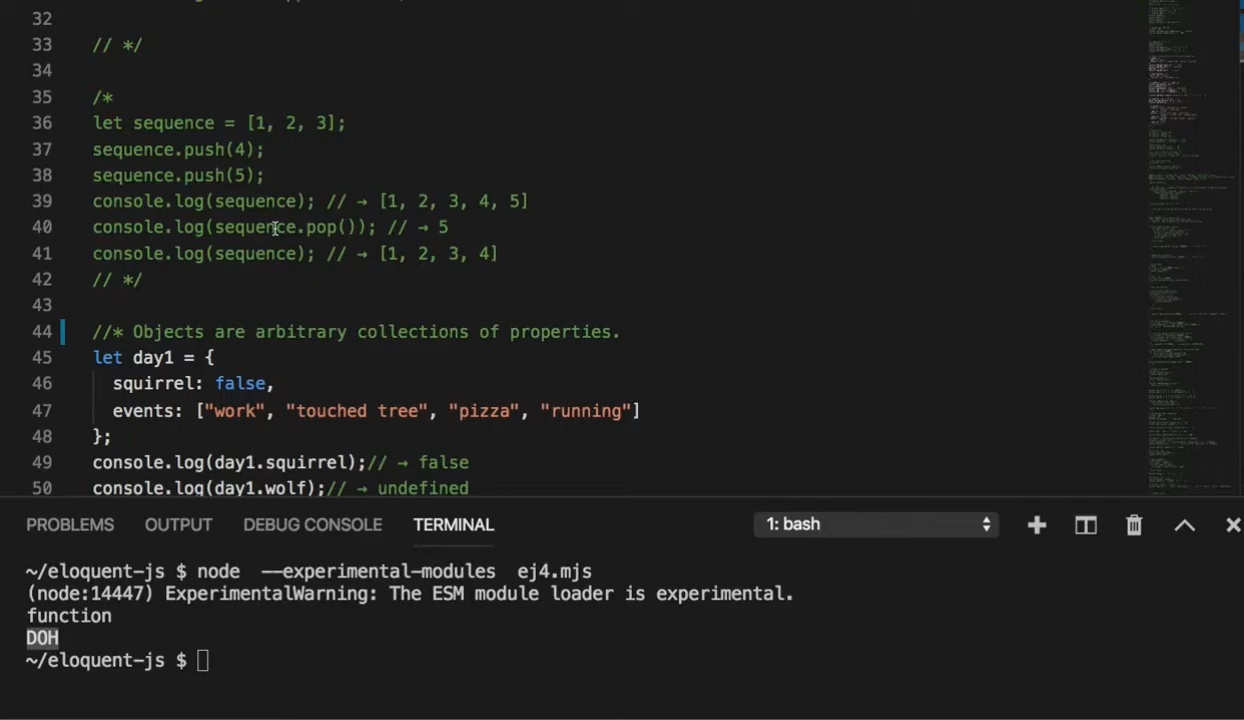 32
33 // */
34
35 /*
36 let sequence = [1, 2, 3];
37 sequence.push(4);
38 sequence.push(5);
39 console.log(sequence); // → [1, 2, 3, 4, 5]
40 console.log(sequence.pop()); // → 5
41 console.log(sequence); // → [1, 2, 3, 4]
42 // */
43
44 //* Objects are arbitrary collections of properties.
45 let day1 = {
46   squirrel: false,
47   events: ["work", "touched tree", "pizza", "running"]
48 };
49 console.log(day1.squirrel);// → false
50 console.log(day1.wolf);// → undefined
PROBLEMS OUTPUT DEBUG CONSOLE TERMINAL 1: bash
~/eloquent-js $ node  --experimental-modules  ej4.mjs
(node:14447) ExperimentalWarning: The ESM module loader is experimental.
function
DOH
~/eloquent-js $